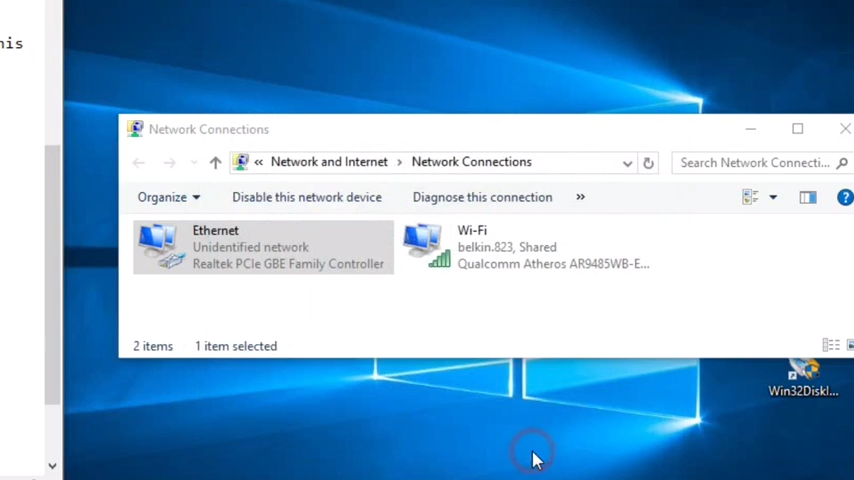 his
Network Connections
« Network and Internet > Network Connections
Search Network Connecti...
Organize
Disable this network device
Diagnose this connection
»
Ethernet
Unidentified network
Realtek PCIe GBE Family Controller
Wi-Fi
belkin.823, Shared
Qualcomm Atheros AR9485WB-E...
2 items
1 item selected
Win32DiskI...